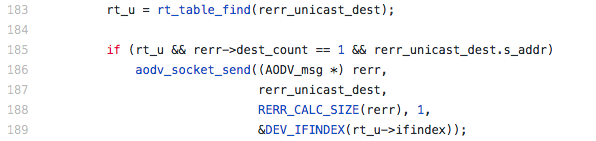 183 rt_u = rt_table_find(rerr_unicast_dest);
184
185 if (rt_u && rerr->dest_count == 1 && rerr_unicast_dest.s_addr)
186 aodv_socket_send((AODV_msg *) rerr,
187 rerr_unicast_dest,
188 RERR_CALC_SIZE(rerr), 1,
189 &DEV_IFINDEX(rt_u->ifindex));